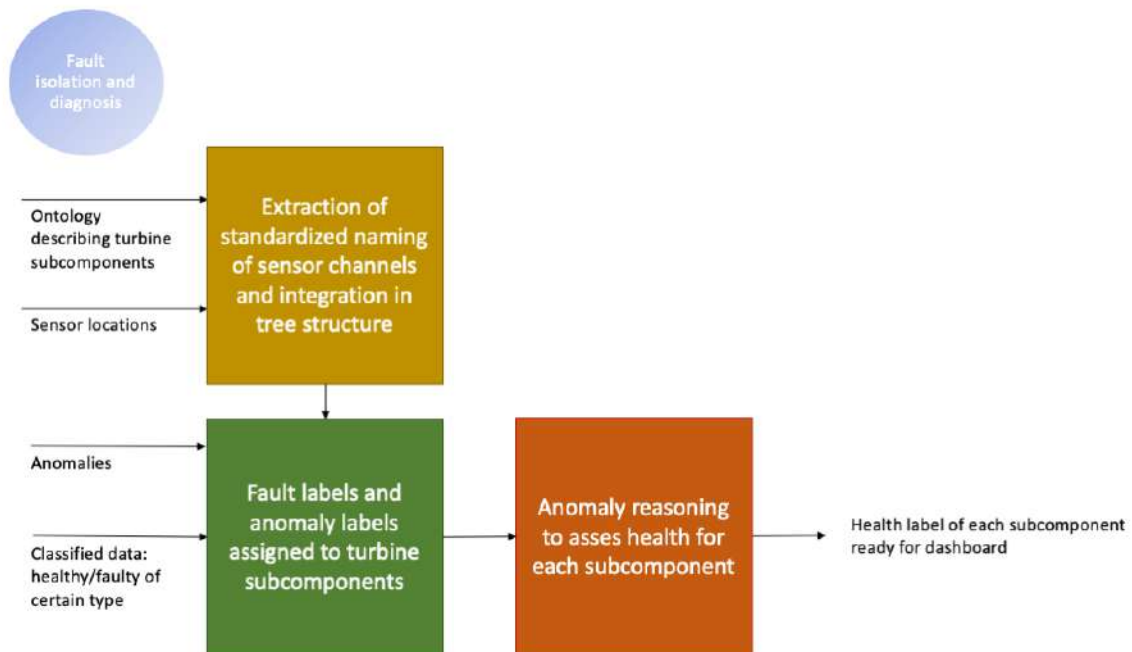 Fault
isolation and
diagnosis
Ontology
describing turbine
subcomponents
Sensor locations
Extraction of
standardized naming
of sensor channels
and integration in
tree structure
Anomalies
Classified data:
healthy/faulty of
certain type
Fault labels and
anomaly labels
assigned to turbine
subcomponents
Anomaly reasoning
to asses health for
each subcomponent
Health label of each subcomponent
ready for dashboard